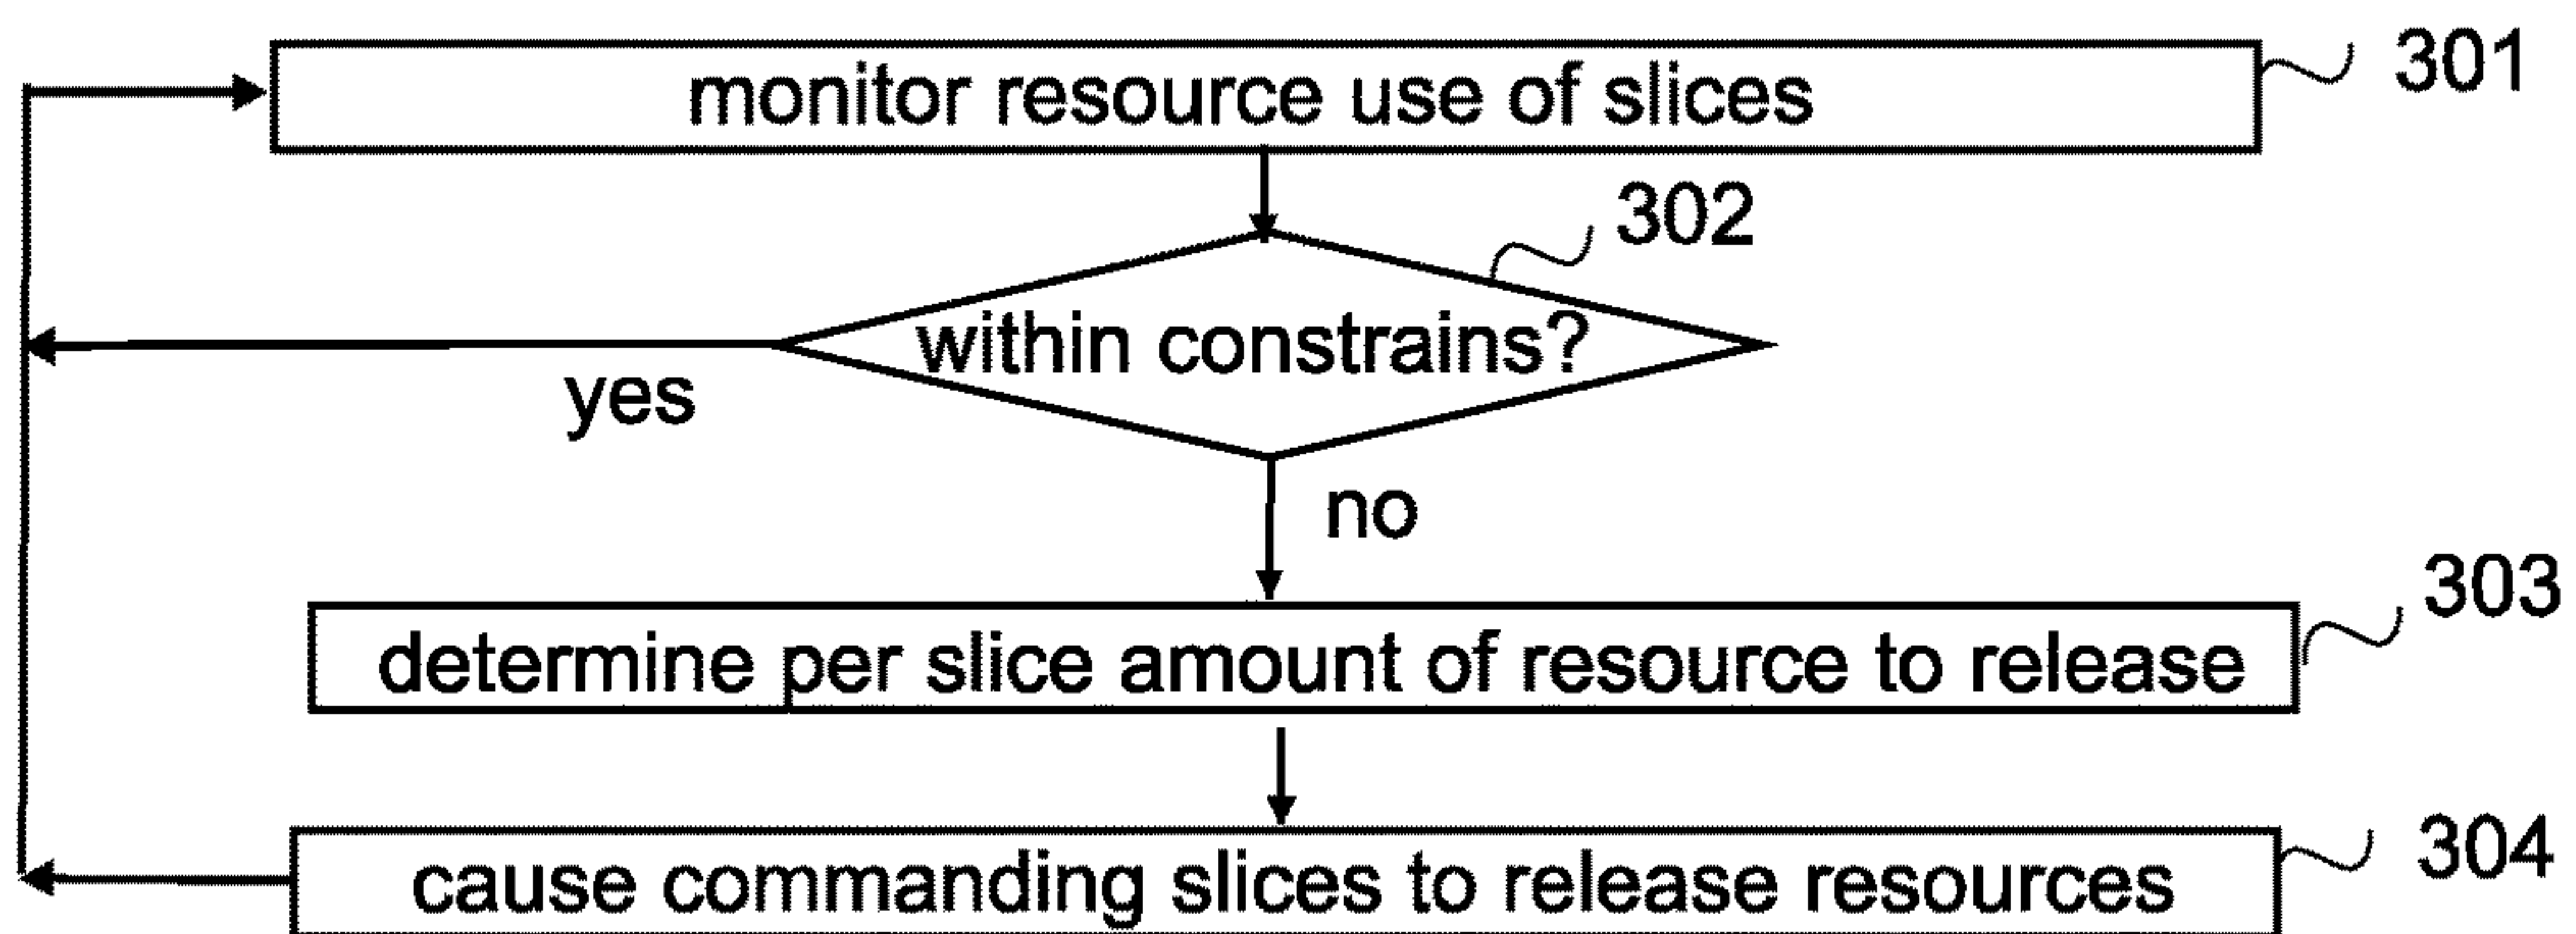 monitor resource use of slices
301
302
within constrains?
yes
no
303
determine per slice amount of resource to release
304
cause commanding slices to release resources